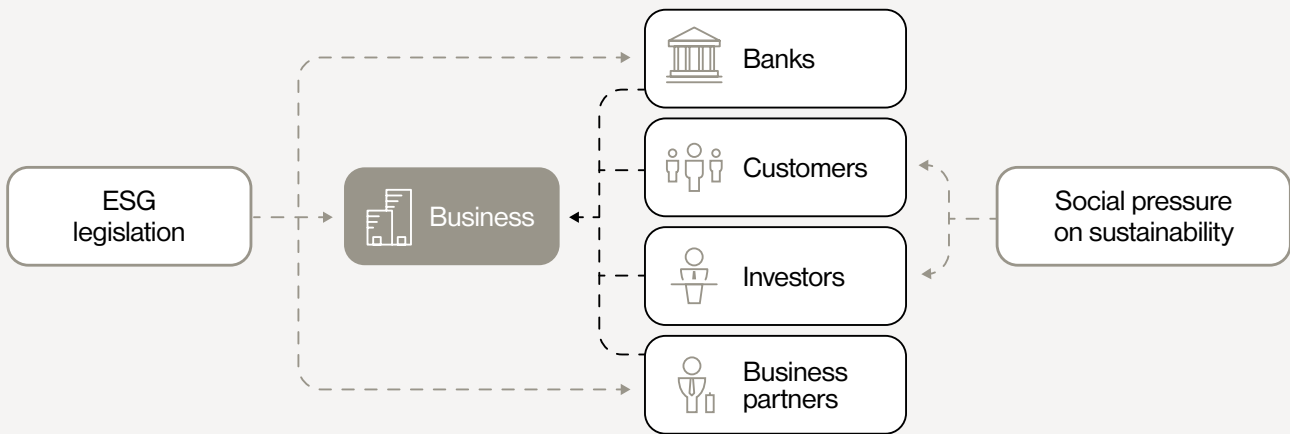 Banks
Customers
ESG
legislation
Business
Social pressure
on sustainability
Investors
Business
partners